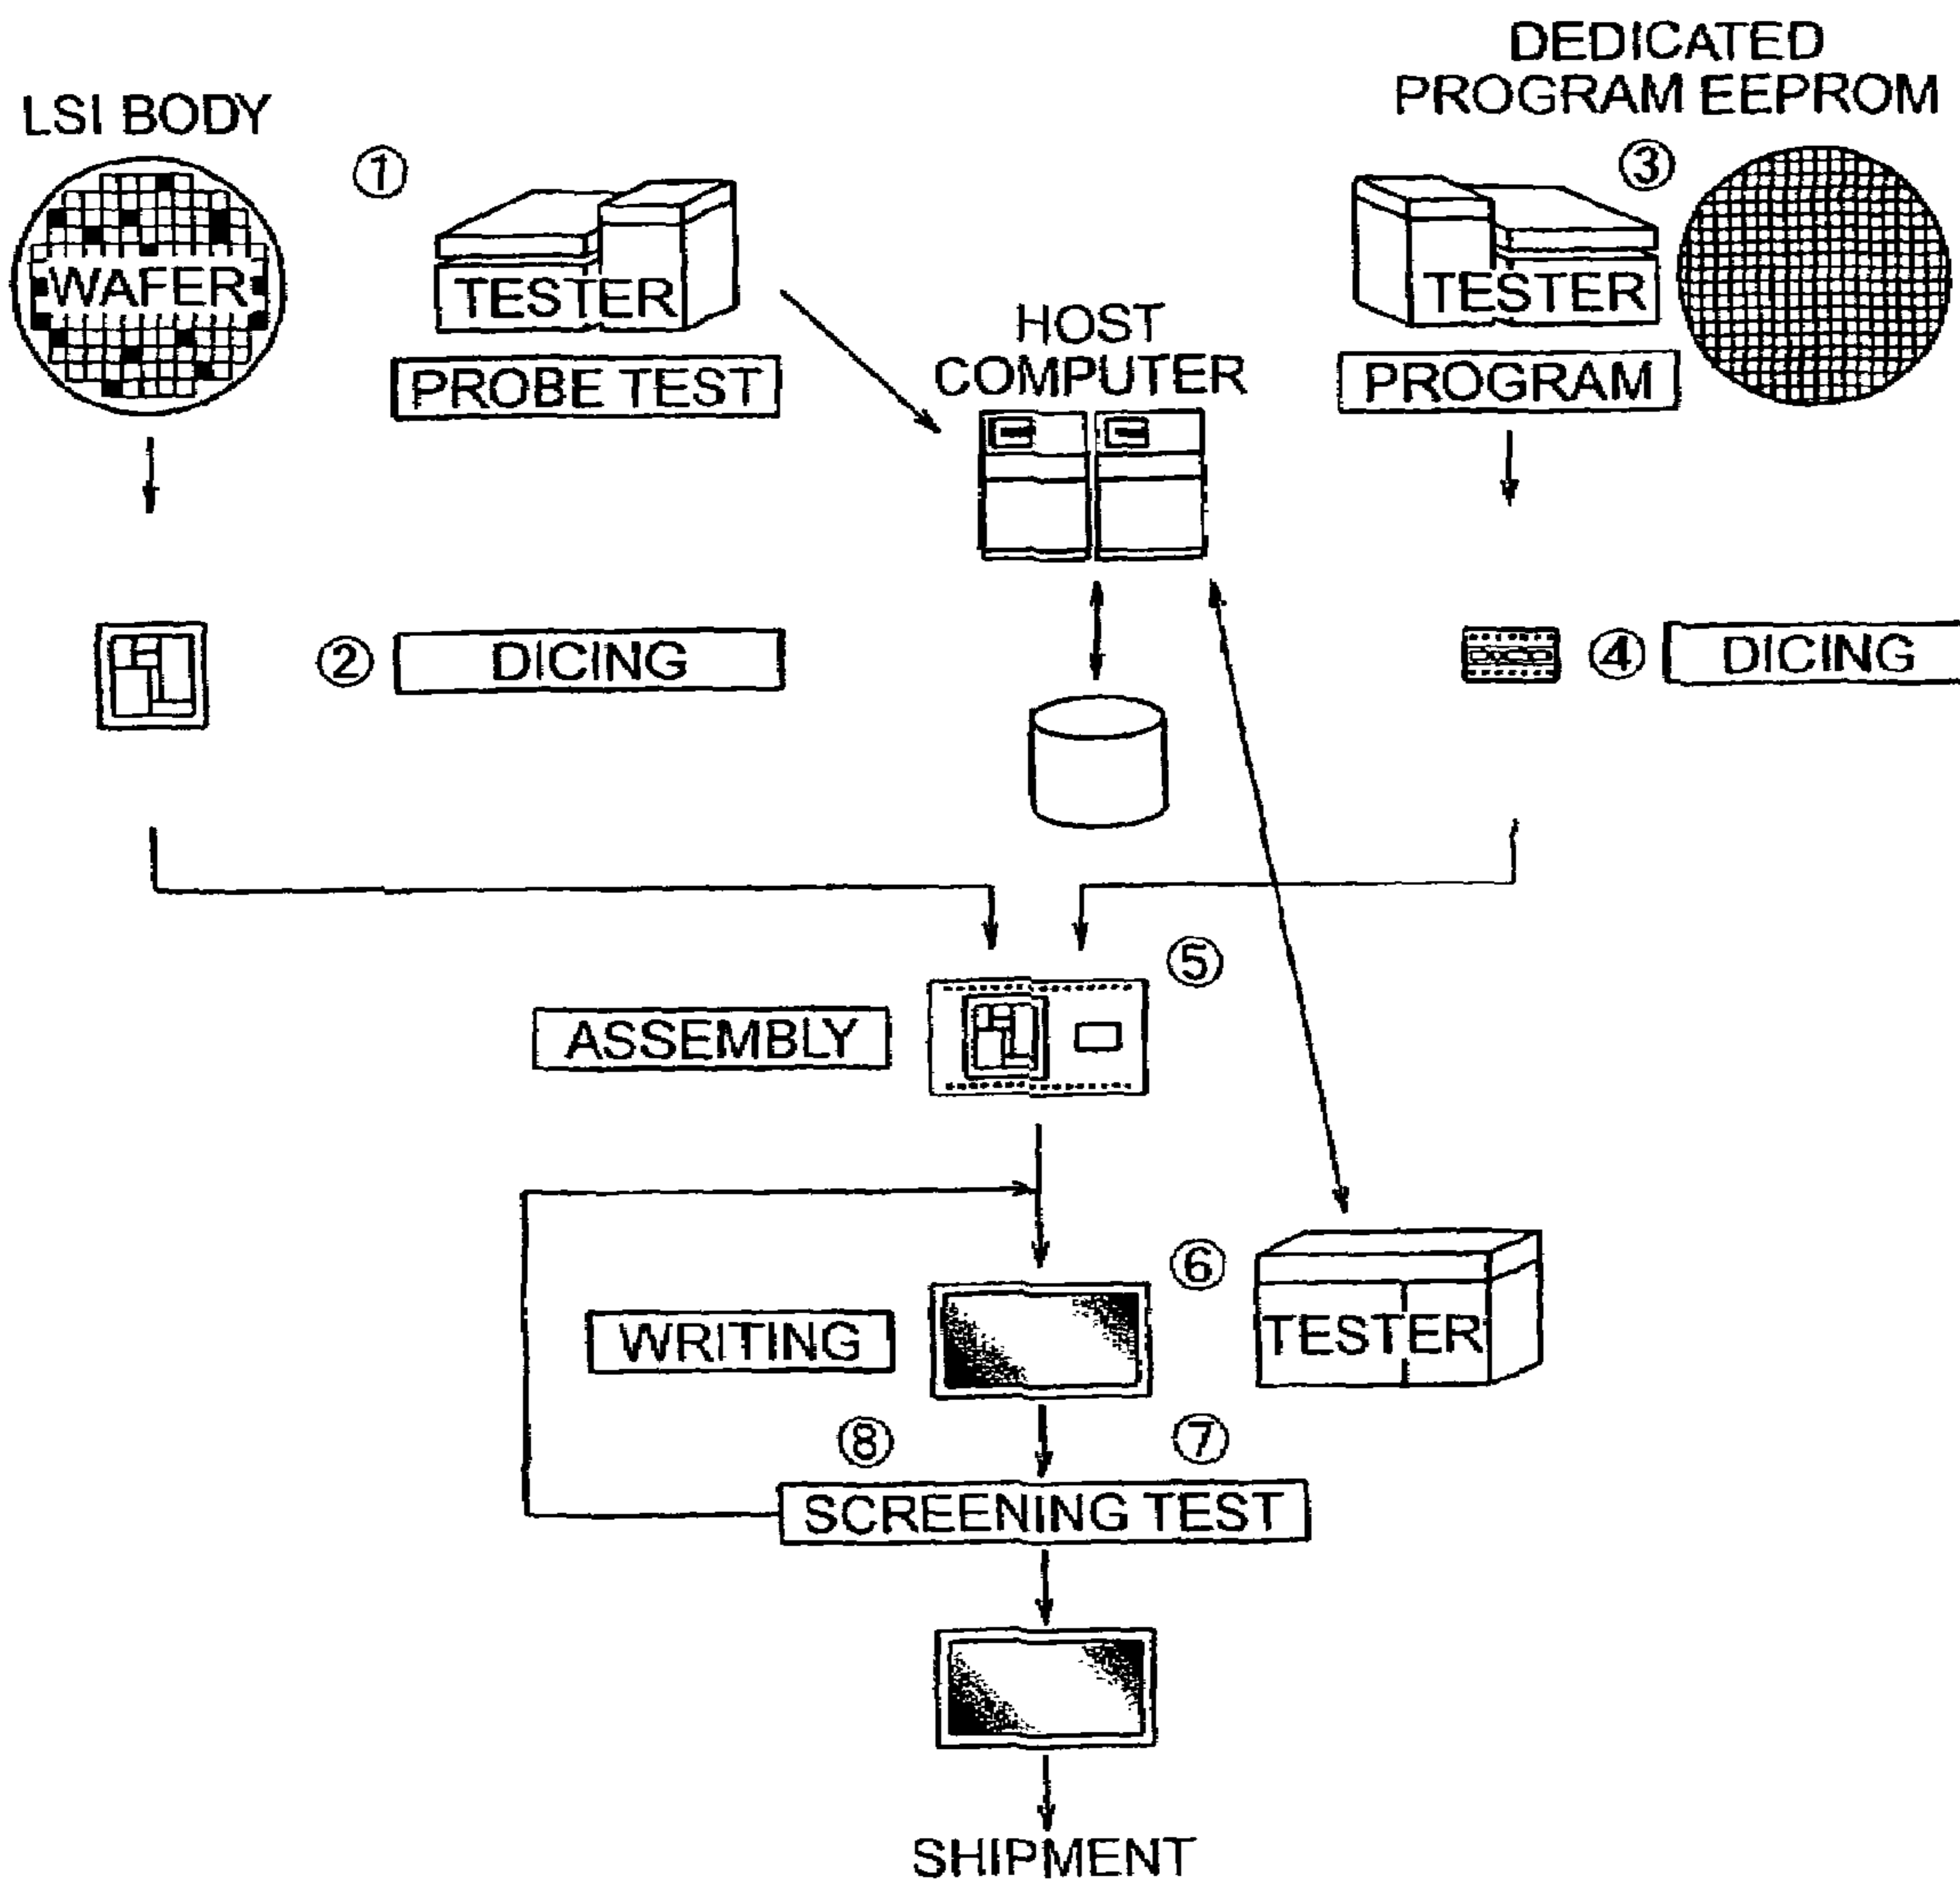 DEDICATED
PROGRAM EEPROM
LSI BODY
①
③
WAFER
TESTER
TESTER
HOST
COMPUTER
PROBE TEST
PROGRAM
② DICING
④ DICING
⑤
ASSEMBLY
⑥
WRITING
TESTER
⑧
⑦
SCREENING TEST
SHIPMENT